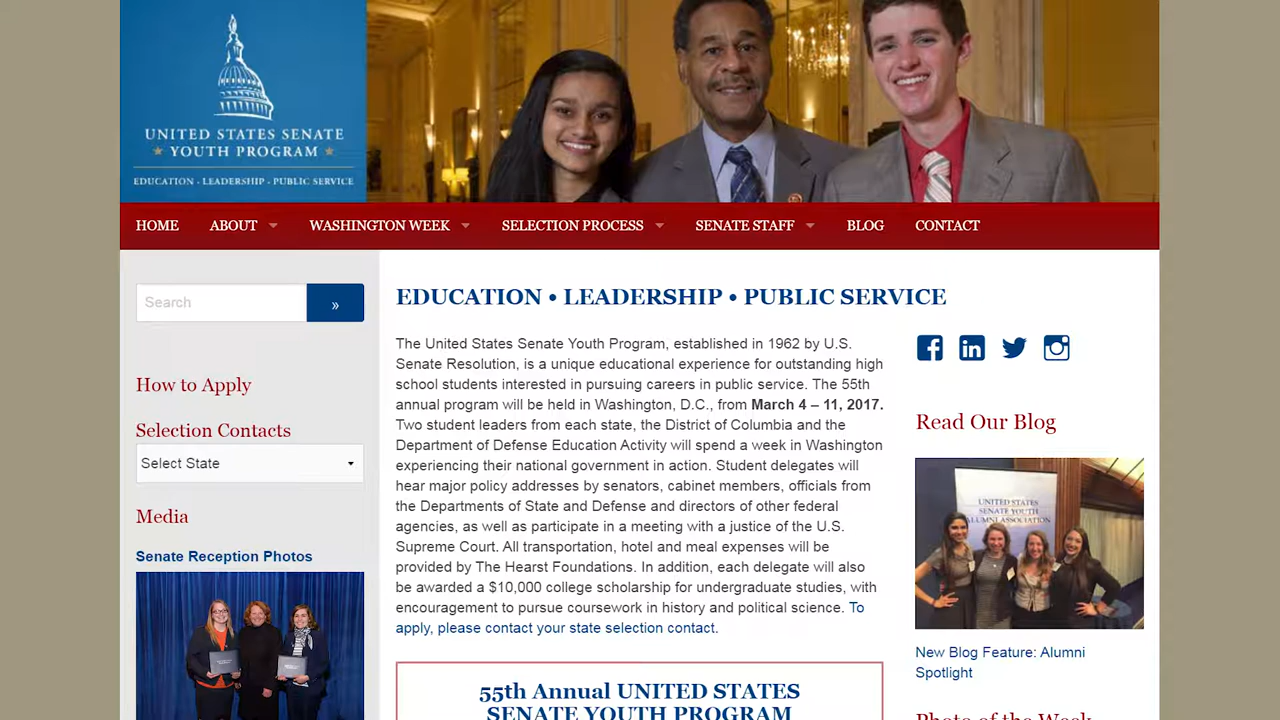 UNITED STATES SENATE
YOUTH PROGRAM
EDUCATION - LEADERSHIP - PUBLIC SERVICE
HOME ABOUT WASHINGTON WEEK SELECTION PROCESS SENATE STAFF BLOG CONTACT
Search »
How to Apply
Selection Contacts
Select State
Media
Senate Reception Photos
EDUCATION • LEADERSHIP • PUBLIC SERVICE
The United States Senate Youth Program, established in 1962 by U.S.
Senate Resolution, is a unique educational experience for outstanding high
school students interested in pursuing careers in public service. The 55th
annual program will be held in Washington, D.C., from March 4 – 11, 2017.
Two student leaders from each state, the District of Columbia and the
Department of Defense Education Activity will spend a week in Washington
experiencing their national government in action. Student delegates will
hear major policy addresses by senators, cabinet members, officials from
the Departments of State and Defense and directors of other federal
agencies, as well as participate in a meeting with a justice of the U.S.
Supreme Court. All transportation, hotel and meal expenses will be
provided by The Hearst Foundations. In addition, each delegate will also
be awarded a $10,000 college scholarship for undergraduate studies, with
encouragement to pursue coursework in history and political science. To
apply, please contact your state selection contact.
55th Annual UNITED STATES
SENATE YOUTH PROGRAM
Read Our Blog
UNITED STATES
SENATE YOUTH
ALUMNI ASSOCIATION
New Blog Feature: Alumni
Spotlight
Photo of the Week